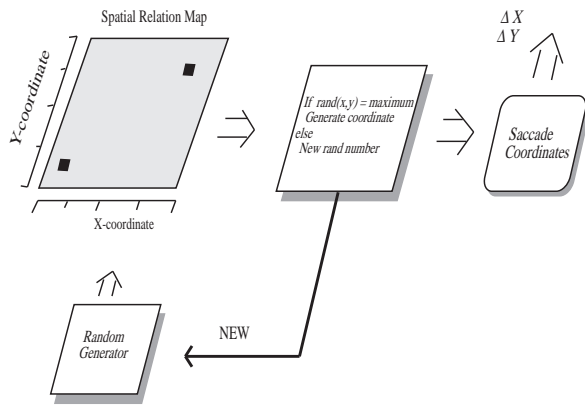 Spatial Relation Map
Y-coordinate
X-coordinate
If rand(x,y) = maximum
Generate coordinate
else
New rand number
Δ X
Δ Y
Saccade
Coordinates
NEW
Random
Generator